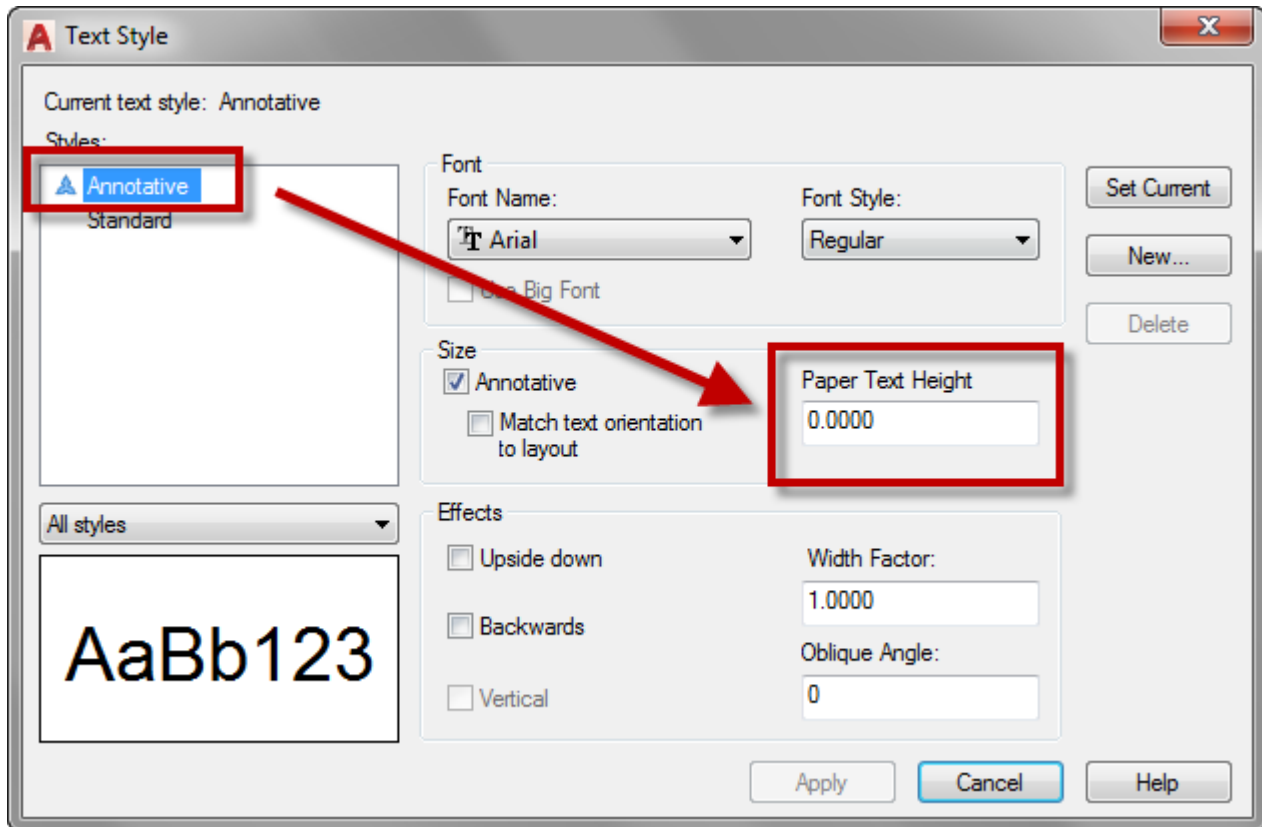 Text Style
Current text style: Annotative
Styles:
Annotative
Standard
All styles
AaBb123
Font
Font Name:
Arial
Use Big Font
Font Style:
Regular
Size
Annotative
Match text orientation
to layout
Paper Text Height
0.0000
Effects
Upside down
Backwards
Vertical
Width Factor:
1.0000
Oblique Angle:
0
Set Current
New...
Delete
Apply
Cancel
Help